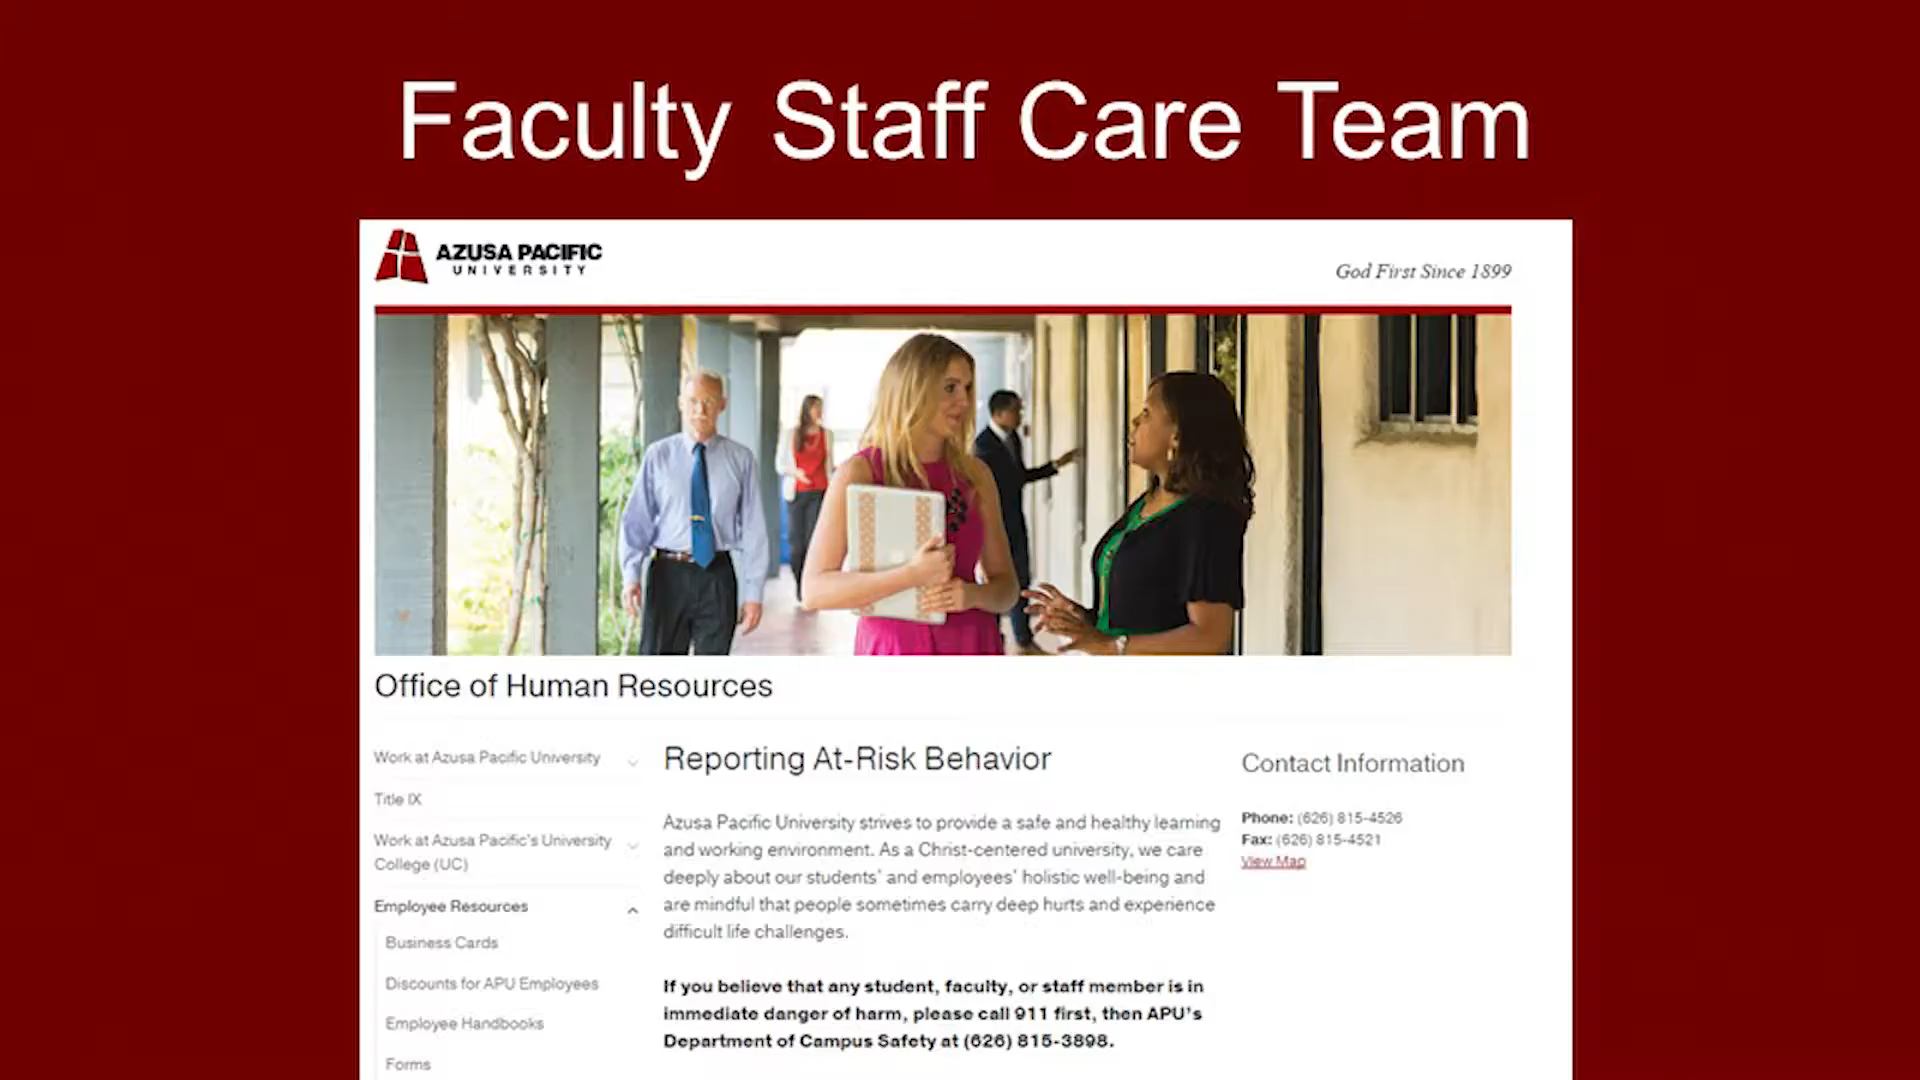 Faculty Staff Care Team
AZUSA PACIFIC
UNIVERSITY
God First Since 1899
Office of Human Resources
Work at Azusa Pacific University
Title IX
Work at Azusa Pacific's University
College (UC)
Employee Resources
Business Cards
Discounts for APU Employees
Employee Handbooks
Forms
Reporting At-Risk Behavior
Azusa Pacific University strives to provide a safe and healthy learning
and working environment. As a Christ-centered university, we care
deeply about our students' and employees' holistic well-being and
are mindful that people sometimes carry deep hurts and experience
difficult life challenges.
If you believe that any student, faculty, or staff member is in
immediate danger of harm, please call 911 first, then APU's
Department of Campus Safety at (626) 815-3898.
Contact Information
Phone: (626) 815-4526
Fax: (626) 815-4521
View Map